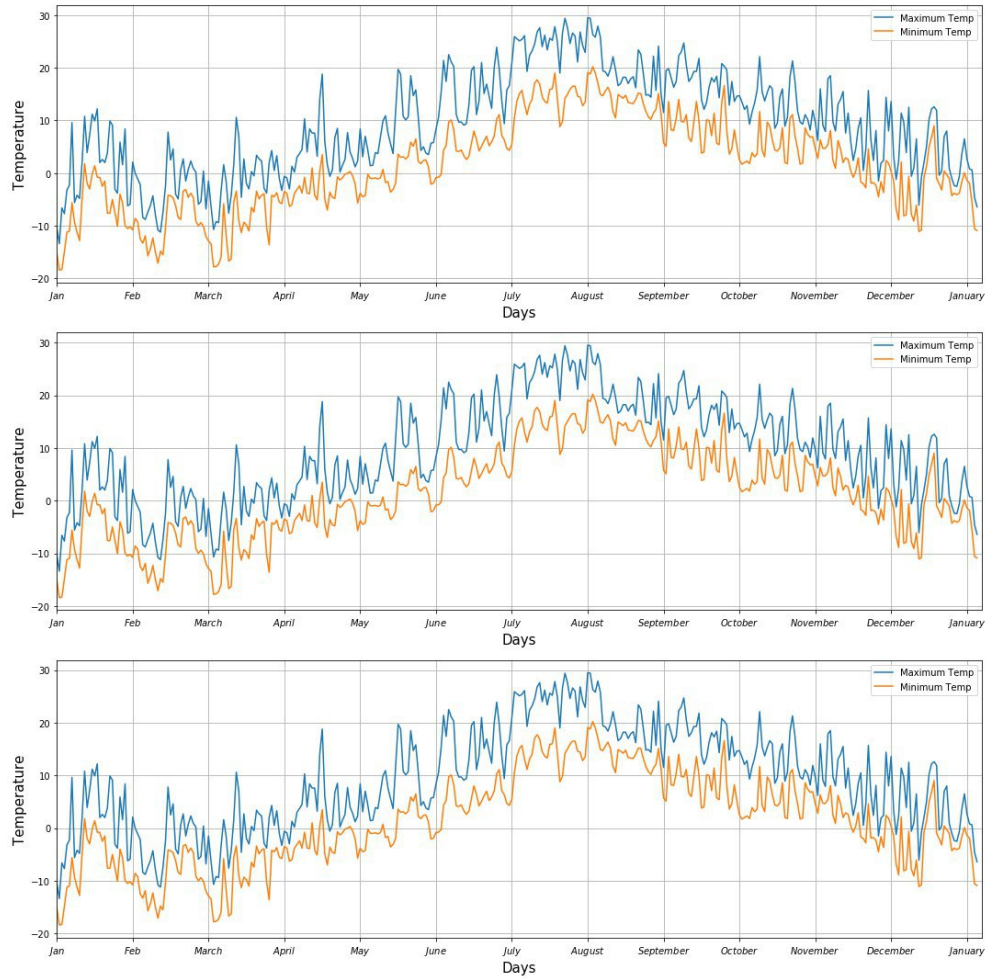 30
20
10
0
−10
−20
Temperature
Maximum Temp
Minimum Temp
Jan Feb March April May June July August September October November December January
Days
30
20
10
0
−10
−20
Temperature
Maximum Temp
Minimum Temp
Jan Feb March April May June July August September October November December January
Days
30
20
10
0
−10
−20
Temperature
Maximum Temp
Minimum Temp
Jan Feb March April May June July August September October November December January
Days